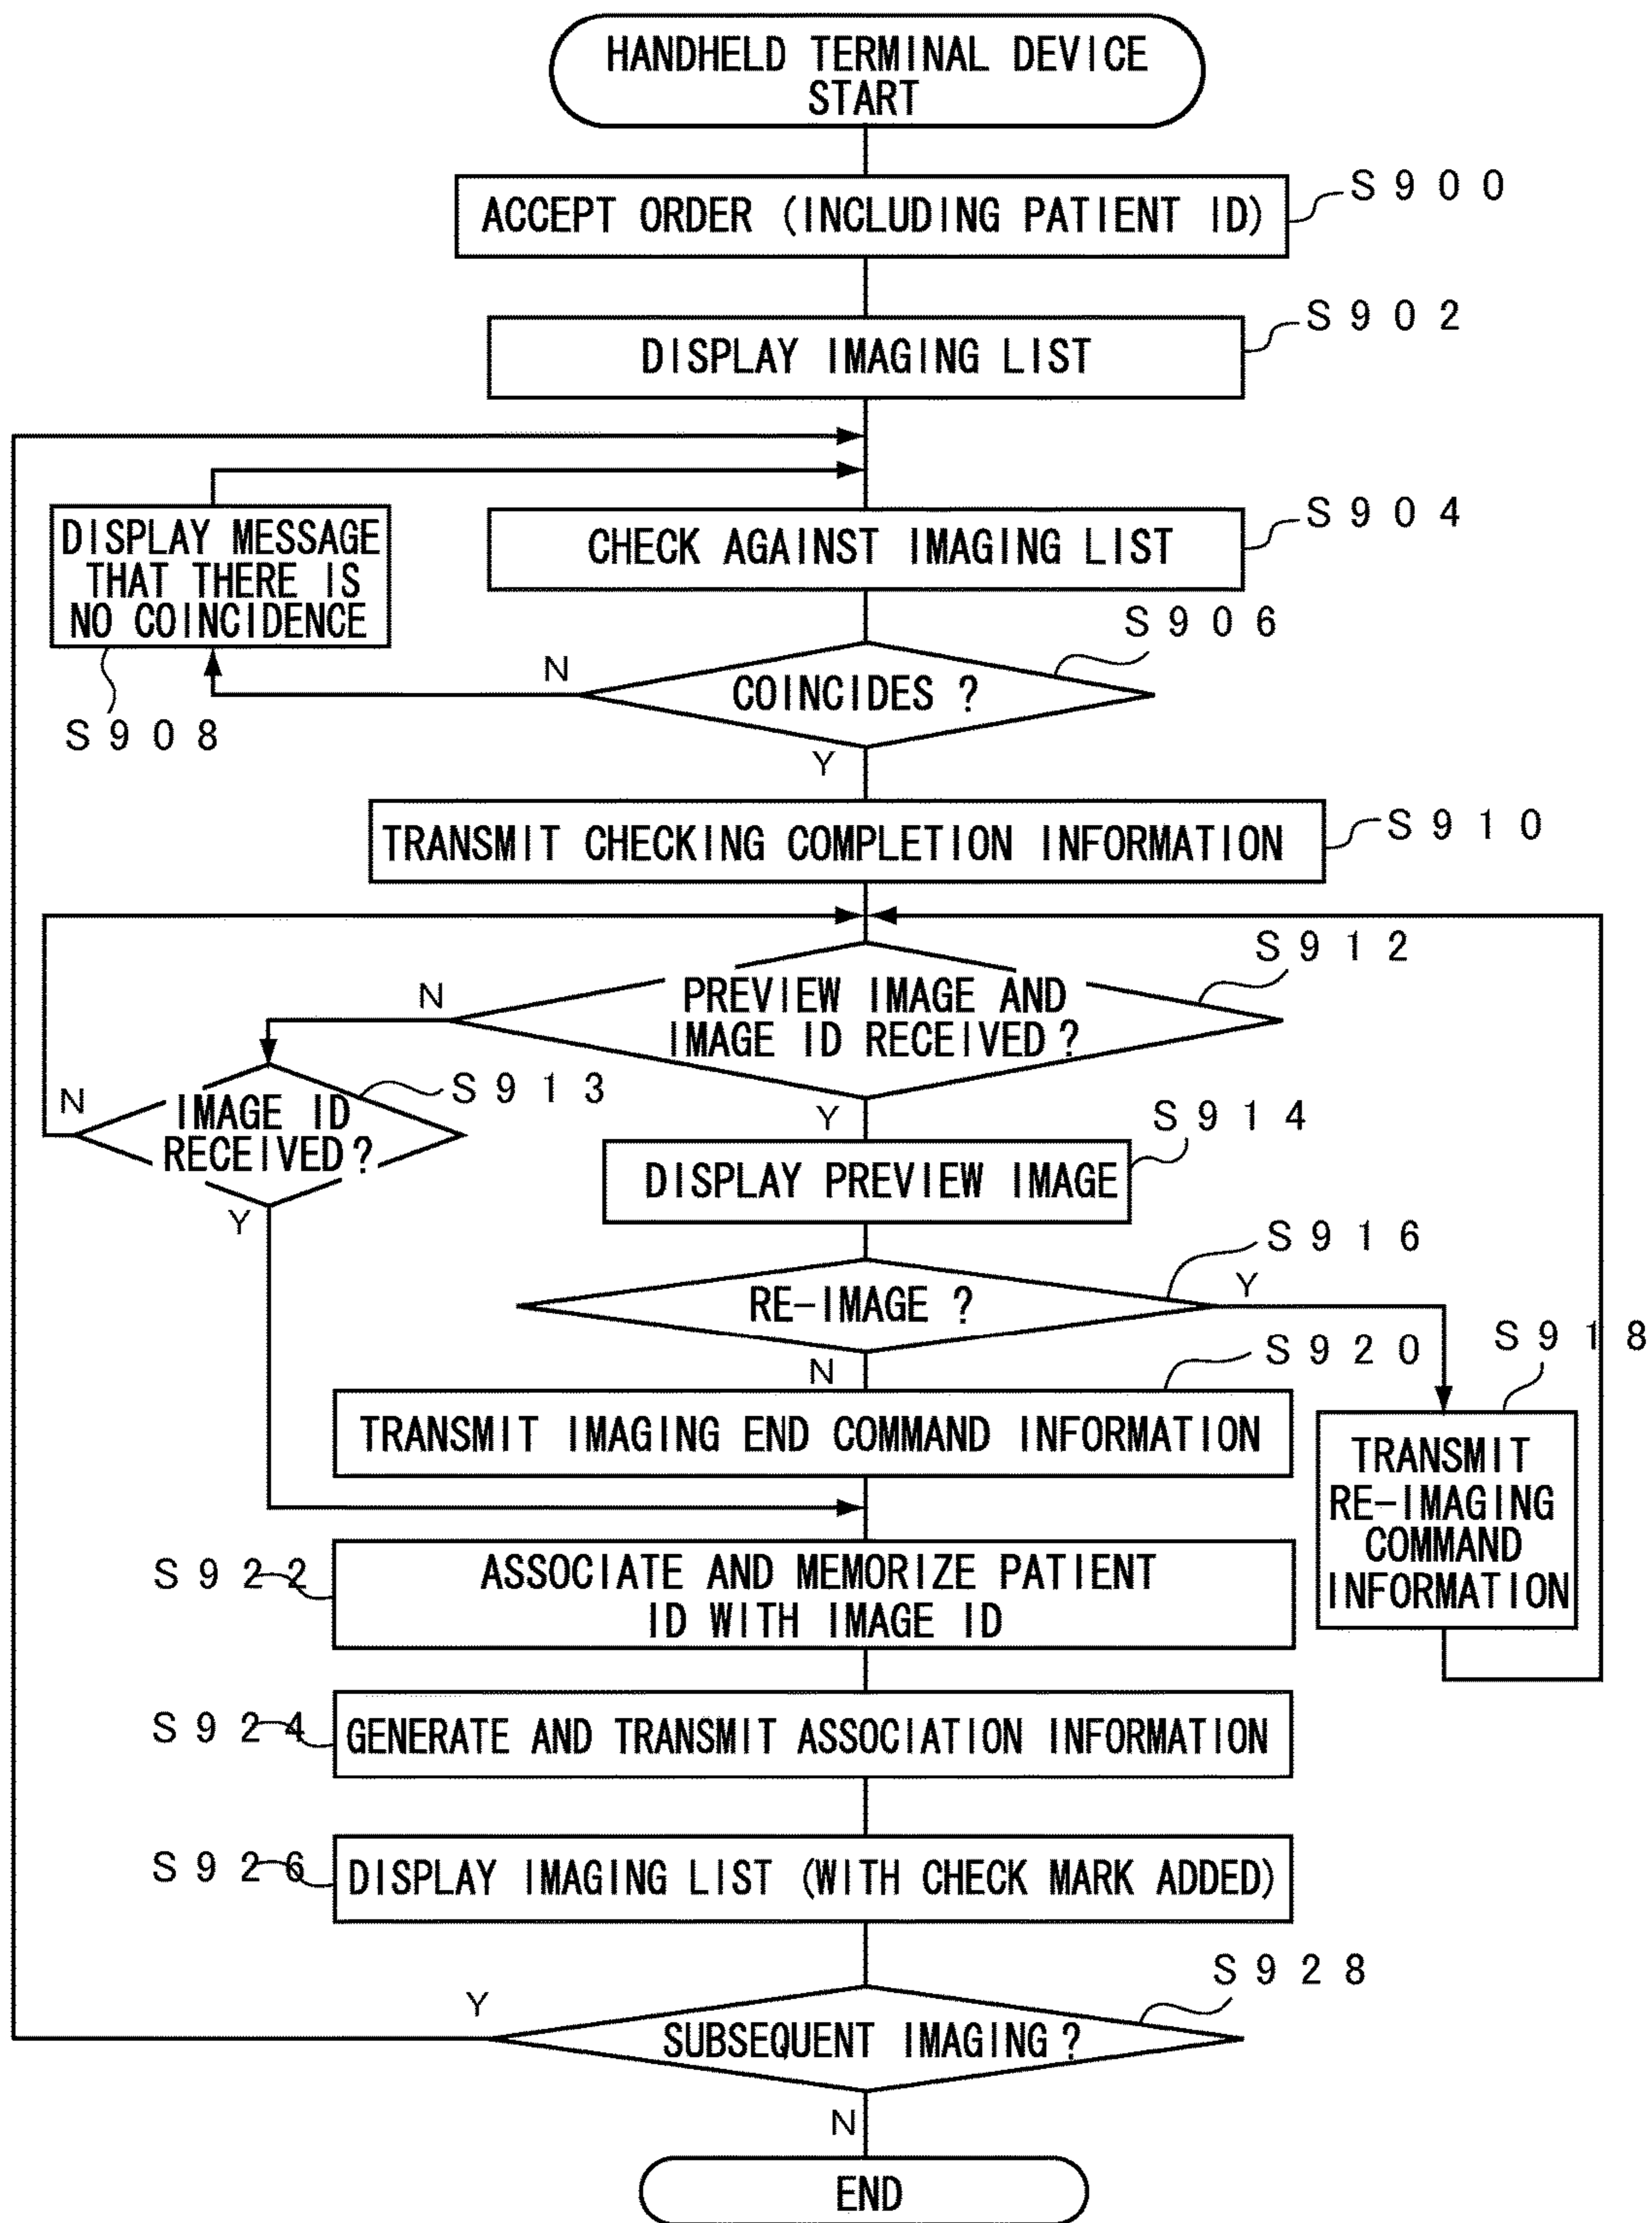 HANDHELD TERMINAL DEVICE
START
ACCEPT ORDER (INCLUDING PATIENT ID)
S900
DISPLAY IMAGING LIST
S902
DISPLAY MESSAGE
THAT THERE IS
NO COINCIDENCE
S908
CHECK AGAINST IMAGING LIST
S904
COINCIDES ?
S906
N
Y
TRANSMIT CHECKING COMPLETION INFORMATION
S910
PREVIEW IMAGE AND
IMAGE ID RECEIVED ?
S912
N
Y
IMAGE ID
RECEIVED ?
S913
N
Y
DISPLAY PREVIEW IMAGE
S914
RE-IMAGE ?
S916
Y
N
S918
TRANSMIT
RE-IMAGING
COMMAND
INFORMATION
S920
TRANSMIT IMAGING END COMMAND INFORMATION
S922
ASSOCIATE AND MEMORIZE PATIENT
ID WITH IMAGE ID
S924
GENERATE AND TRANSMIT ASSOCIATION INFORMATION
S926
DISPLAY IMAGING LIST (WITH CHECK MARK ADDED)
S928
Y
SUBSEQUENT IMAGING ?
N
END